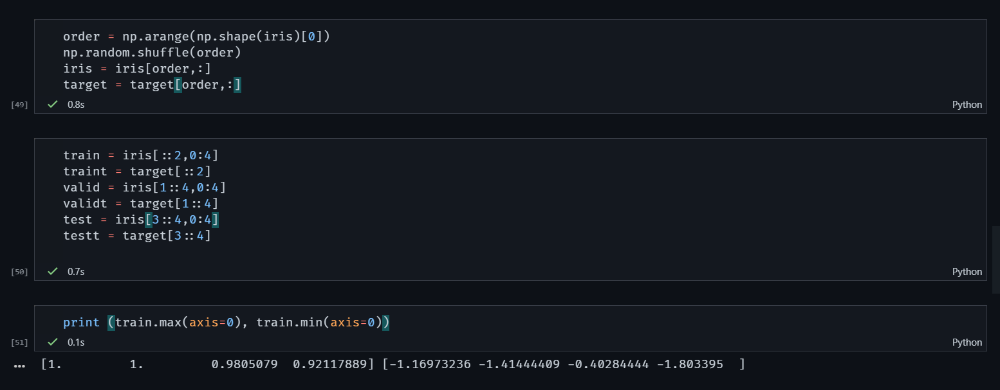 order = np.arange(np.shape(iris)[0])
np.random.shuffle(order)
iris = iris[order,:]
target = target[order,:]
[49] ✓ 0.8s Python
train = iris[::2,0:4]
traint = target[::2]
valid = iris[1::4,0:4]
validt = target[1::4]
test = iris[3::4,0:4]
testt = target[3::4]
[50] ✓ 0.7s Python
print (train.max(axis=0), train.min(axis=0))
[51] ✓ 0.1s Python
... [1.         1.         0.9805079  0.92117889] [-1.16973236 -1.41444409 -0.40284444 -1.803395  ]